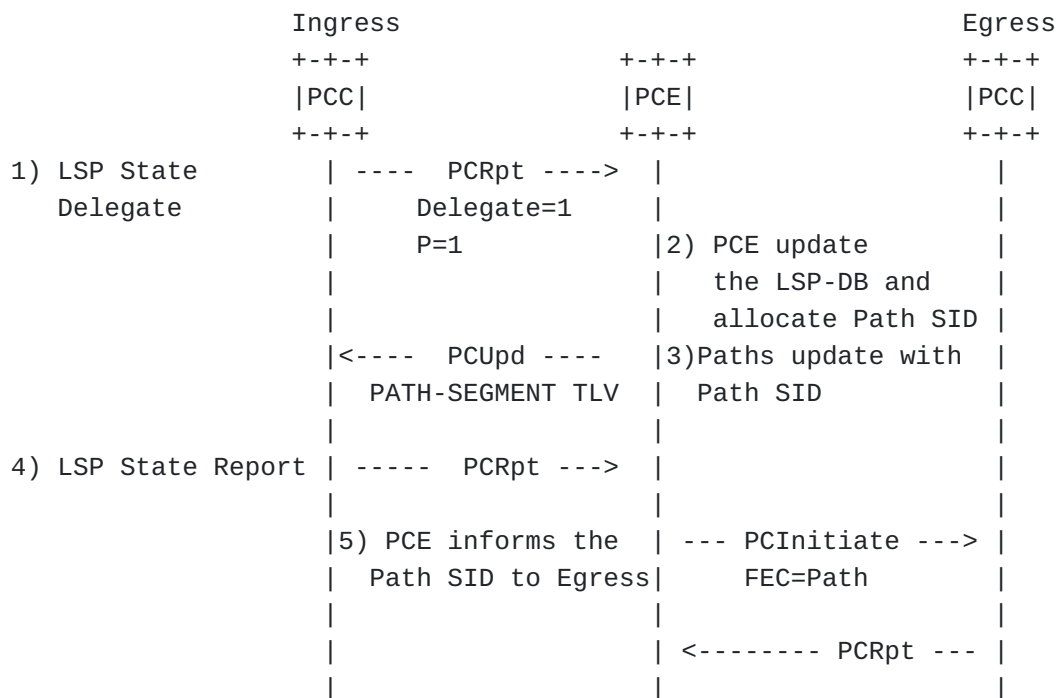 Ingress                                    Egress
                  +-+-+                +-+-+                 +-+-+
                  |PCC|                |PCE|                 |PCC|
                  +-+-+                +-+-+                 +-+-+
1) LSP State        | ----  PCRpt ---->  |                     |
   Delegate         |     Delegate=1     |                     |
                    |     P=1            |2) PCE update        |
                    |                    |   the LSP-DB and    |
                    |                    |   allocate Path SID |
                    |<----  PCUpd ----   |3)Paths update with  |
                    |  PATH-SEGMENT TLV  |  Path SID           |
                    |                    |                     |
4) LSP State Report | -----  PCRpt --->  |                     |
                    |                    |                     |
                    |5) PCE informs the  | --- PCInitiate ---> |
                    |  Path SID to Egress|     FEC=Path        |
                    |                    |                     |
                    |                    | <-------- PCRpt --- |
                    |                    |                     |